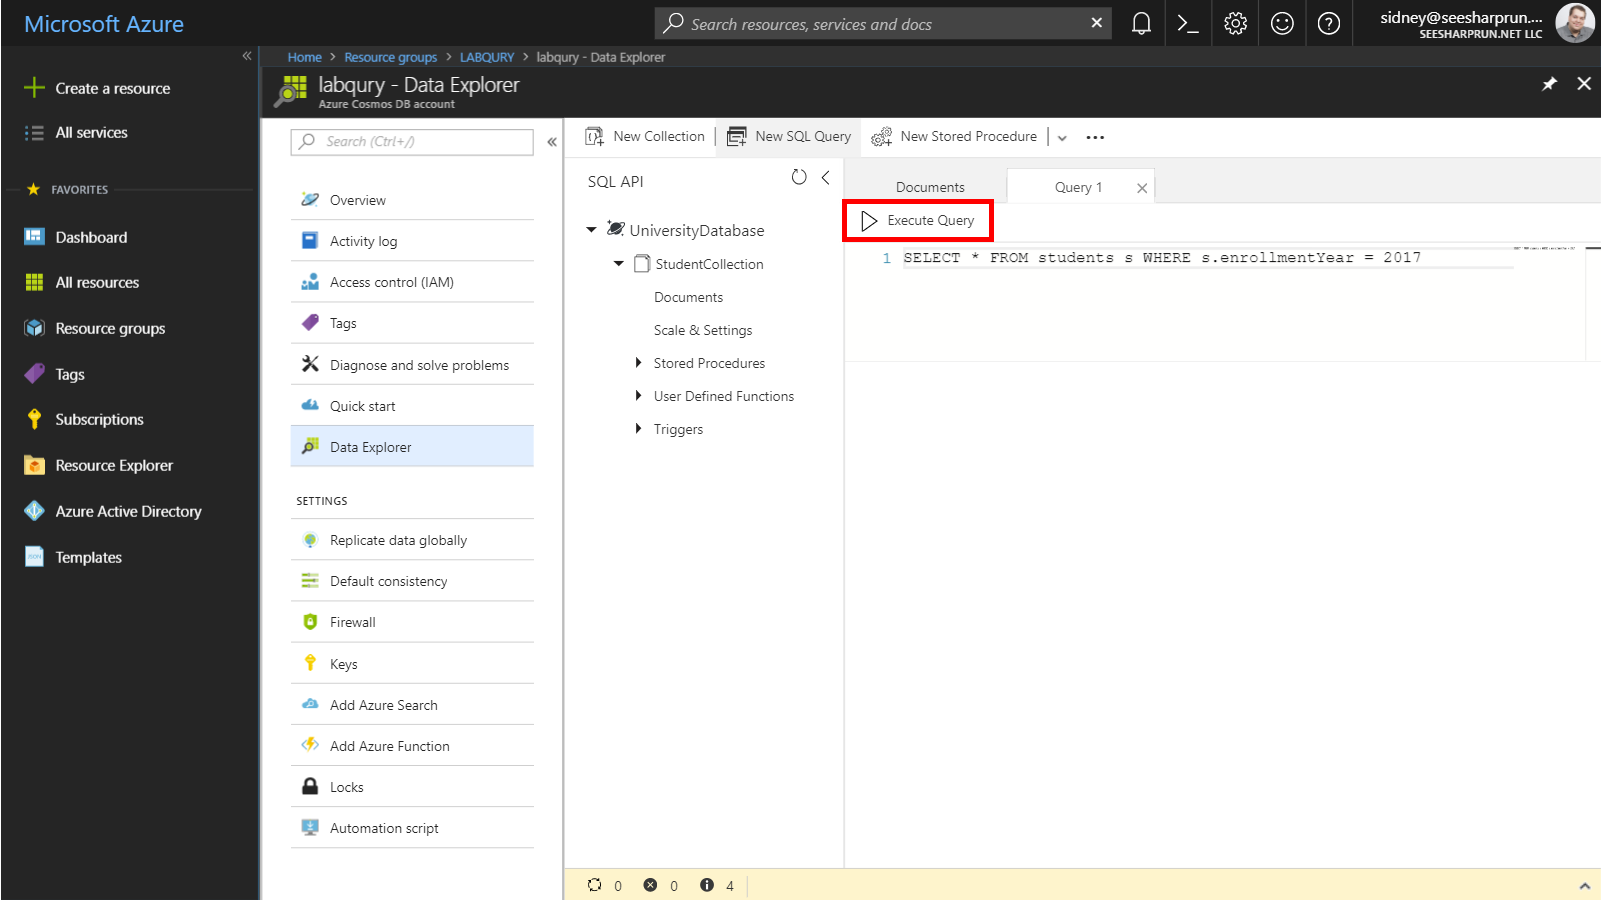 Microsoft Azure
Search resources, services and docs
sidney@seesharprun....
SEESHARPRUN.NET LLC
Home > Resource groups > LABQURY > labqury - Data Explorer
labqury - Data Explorer
Azure Cosmos DB account
Create a resource
All services
FAVORITES
Dashboard
All resources
Resource groups
Tags
Subscriptions
Resource Explorer
Azure Active Directory
Templates
Search (Ctrl+/)
Overview
Activity log
Access control (IAM)
Tags
Diagnose and solve problems
Quick start
Data Explorer
SETTINGS
Replicate data globally
Default consistency
Firewall
Keys
Add Azure Search
Add Azure Function
Locks
Automation script
New Collection
New SQL Query
New Stored Procedure
SQL API
UniversityDatabase
StudentCollection
Documents
Scale & Settings
Stored Procedures
User Defined Functions
Triggers
Documents
Query 1
Execute Query
1 SELECT * FROM students s WHERE s.enrollmentYear = 2017
0 0 4